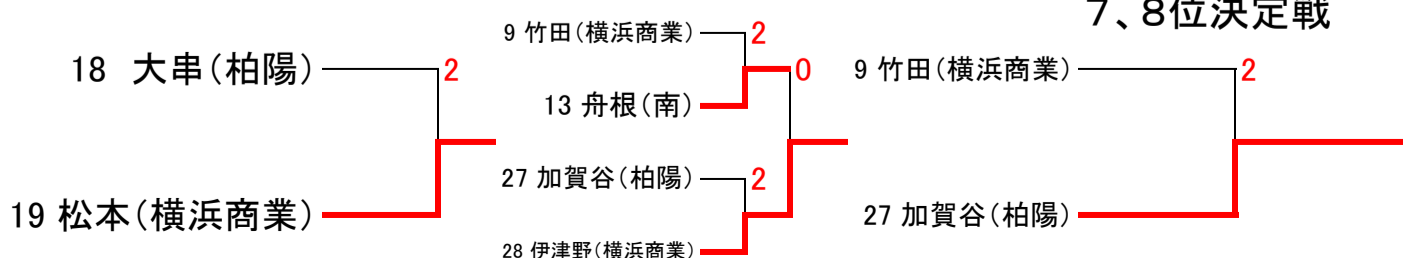 7、8位決定戦
18 大串(柏陽)
2
19 松本(横浜商業)
9 竹田(横浜商業)
2
13 舟根(南)
0
27 加賀谷(柏陽)
2
28 伊津野(横浜商業)
9 竹田(横浜商業)
2
27 加賀谷(柏陽)